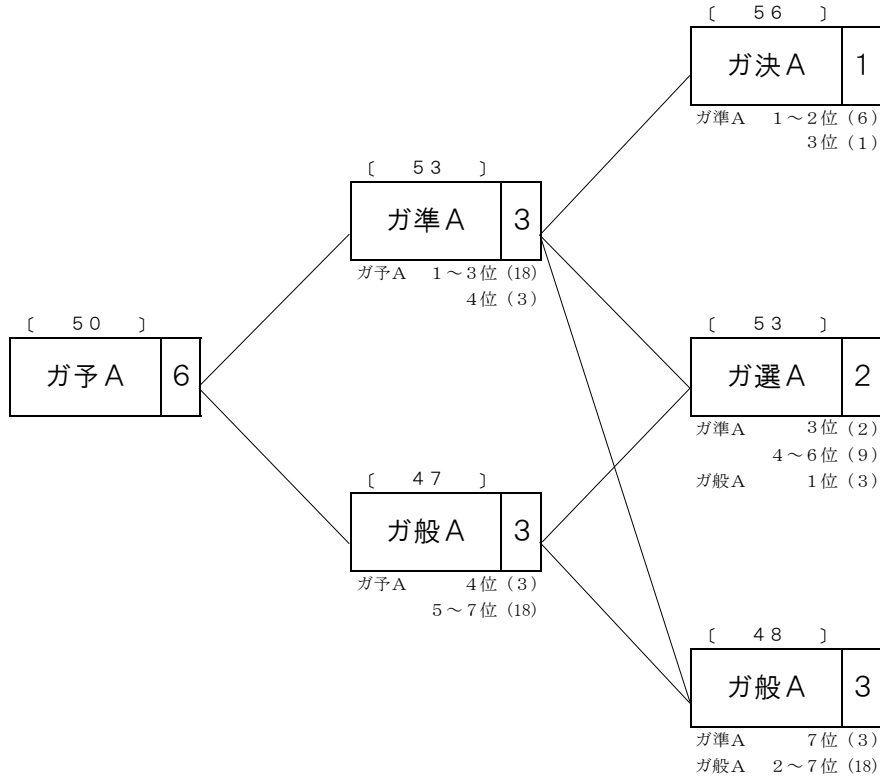 〔　５０　〕
ガ予Ａ　６
〔　５３　〕
ガ準Ａ　３
ガ予Ａ　１～３位（18）
４位（３）
〔　４７　〕
ガ般Ａ　３
ガ予Ａ　４位（３）
５～７位（18）
〔　５６　〕
ガ決Ａ　１
ガ準Ａ　１～２位（６）
３位（１）
〔　５３　〕
ガ選Ａ　２
ガ準Ａ　３位（２）
４～６位（９）
ガ般Ａ　１位（３）
〔　４８　〕
ガ般Ａ　３
ガ準Ａ　７位（３）
ガ般Ａ　２～７位（18）